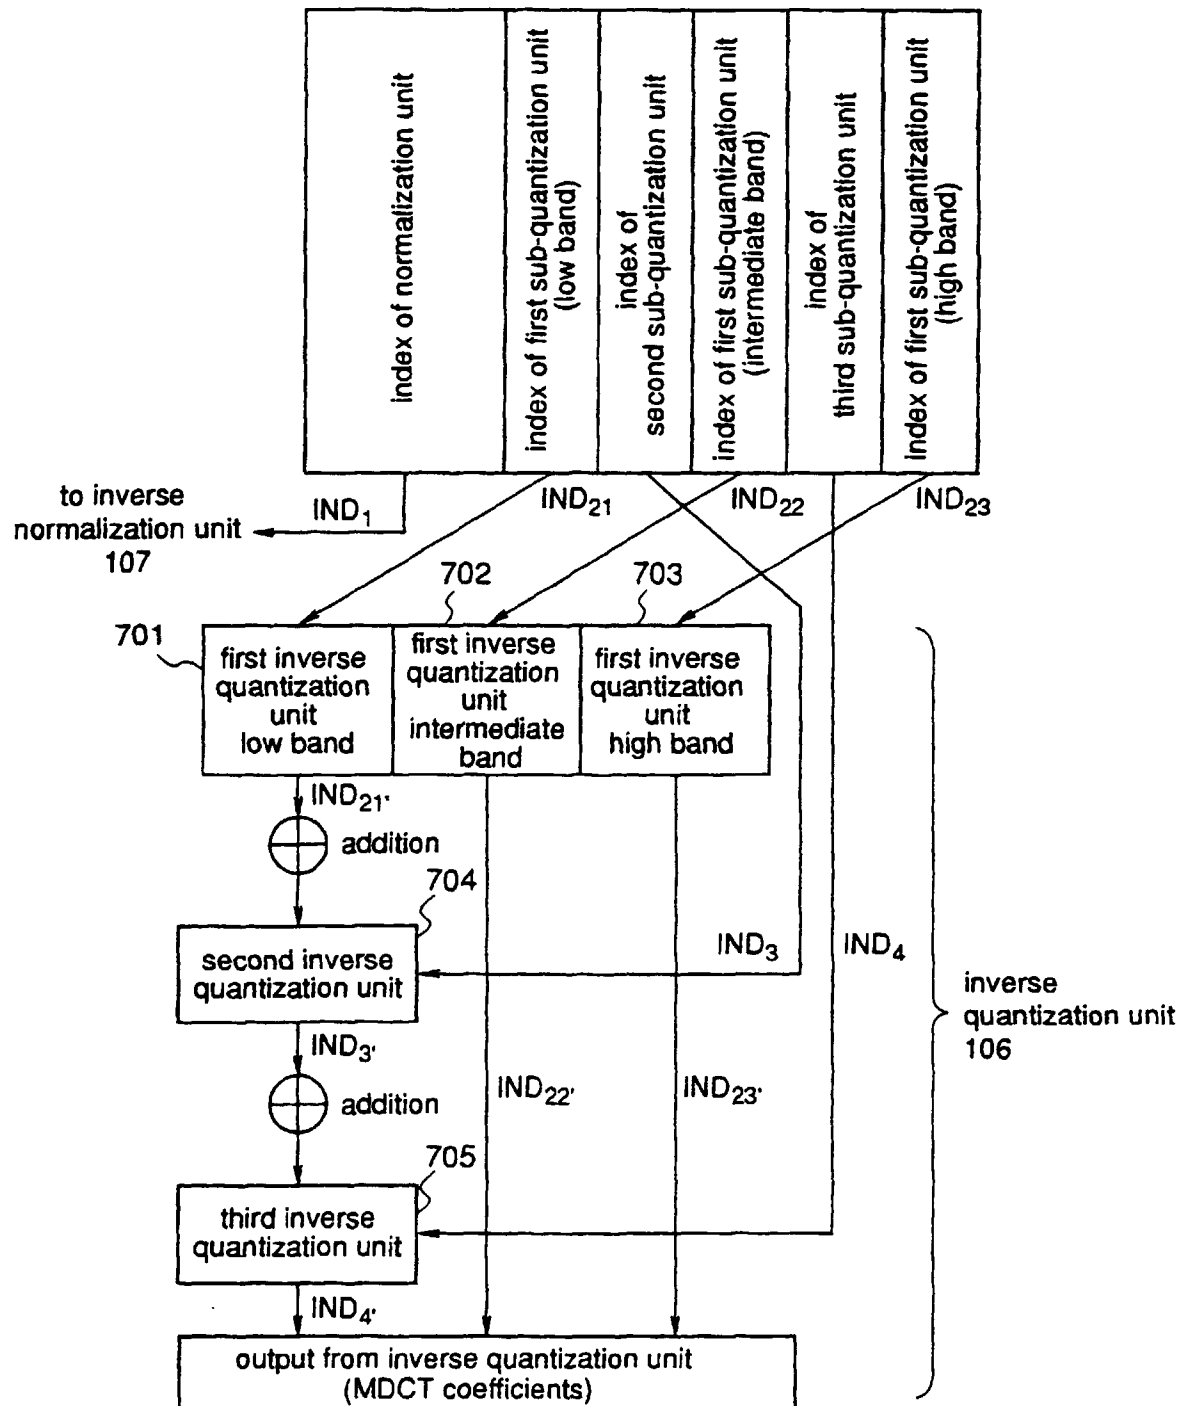 index of normalization unit
index of first sub-quantization unit
(low band)
index of
second sub-quantization unit
index of first sub-quantization unit
(intermediate band)
index of
third sub-quantization unit
index of first sub-quantization unit
(high band)
to inverse
normalization unit
107
IND1
IND21
IND22
IND23
701
702
703
first inverse
quantization
unit
low band
first inverse
quantization
unit
intermediate
band
first inverse
quantization
unit
high band
IND21'
addition
704
second inverse
quantization unit
IND3
IND4
inverse
quantization unit
106
IND3'
addition
IND22'
IND23'
705
third inverse
quantization unit
IND4'
output from inverse quantization unit
(MDCT coefficients)